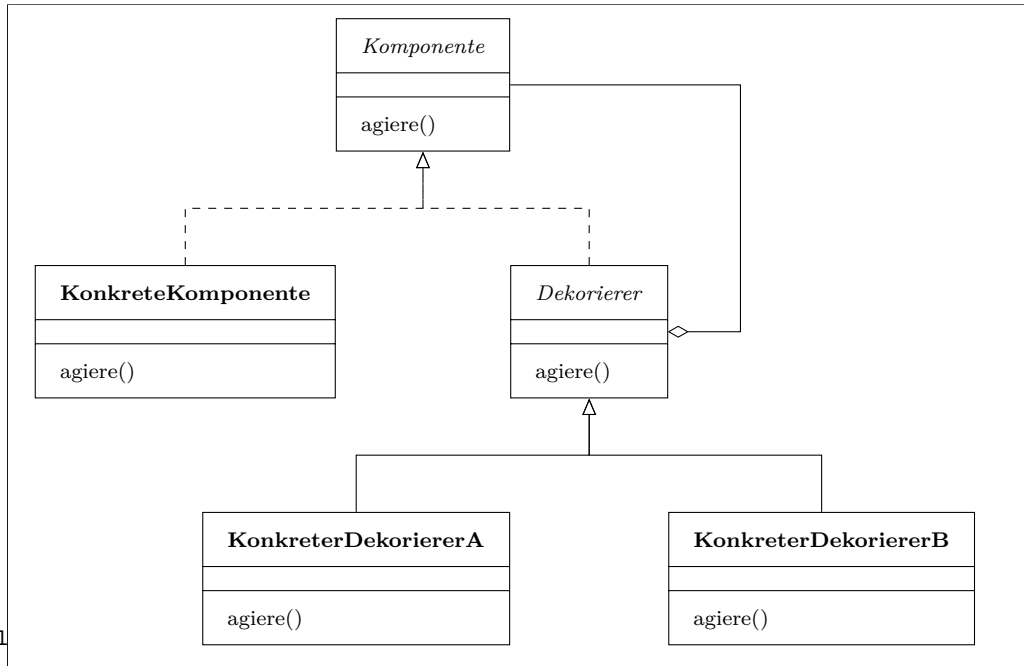 Komponente
agiere()
KonkreteKomponente
agiere()
Dekorierer
agiere()
KonkreterDekoriererA
agiere()
KonkreterDekoriererB
agiere()